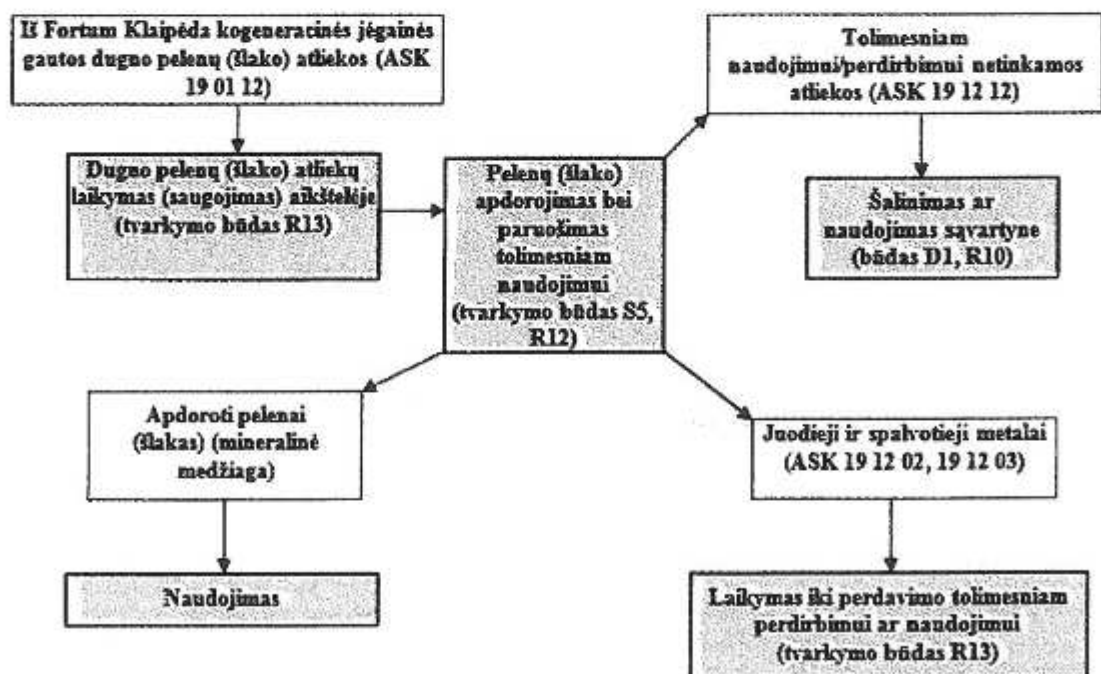 Iš Fortum Klaipėda kogeneracinės jėgainės
gautos dugno pelenų (šlako) atliekos (ASK
19 01 12)
Dugno pelenų (šlako) atliekų
laikymas (saugojimas) aikštelėje
(tvarkymo būdas R13)
Pelenų (šlako)
apdorojimas bei
paruošimas
tolimesniam
naudojimui
(tvarkymo būdas S5,
R12)
Tolimesniam
naudojimui/perdirbimui netinkamos
atliekos (ASK 19 12 12)
Šalinimas ar
naudojimas sąvartyne
(būdas D1, R10)
Apdoroti pelenai
(šlakas) (mineralinė
medžiaga)
Naudojimas
Juodieji ir spalvotieji metalai
(ASK 19 12 02, 19 12 03)
Laikymas iki perdavimo tolimesniam
perdirbimui ar naudojimui
(tvarkymo būdas R13)